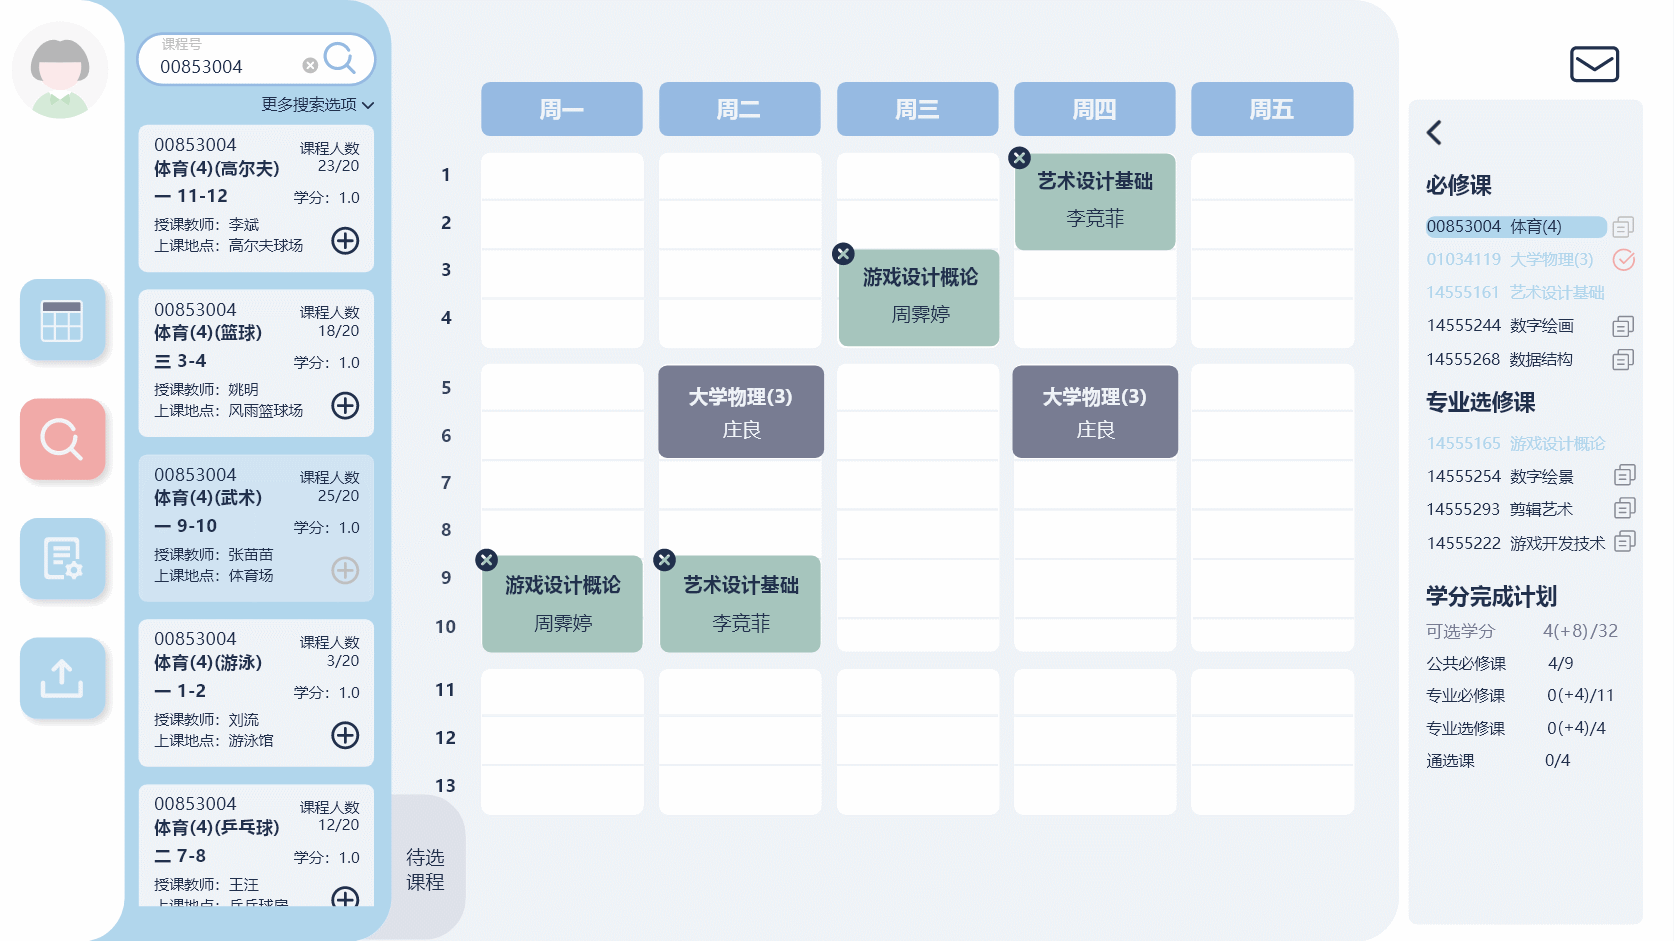 课程号
00853004
更多搜索选项
00853004
课程人数
体育(4)(高尔夫)
23/20
一 11-12
学分：1.0
授课教师：李斌
上课地点：高尔夫球场
00853004
课程人数
体育(4)(篮球)
18/20
三 3-4
学分：1.0
授课教师：姚明
上课地点：风雨篮球场
00853004
课程人数
体育(4)(武术)
25/20
一 9-10
学分：1.0
授课教师：张苗苗
上课地点：体育场
00853004
课程人数
体育(4)(游泳)
3/20
一 1-2
学分：1.0
授课教师：刘流
上课地点：游泳馆
00853004
课程人数
体育(4)(乒乓球)
12/20
二 7-8
学分：1.0
授课教师：王汪
上课地点：乒乓球房
待选
课程
周一
周二
周三
周四
周五
1
2
3
4
5
6
7
8
9
10
11
12
13
艺术设计基础
李竞菲
游戏设计概论
周霁婷
大学物理(3)
庄良
大学物理(3)
庄良
游戏设计概论
周霁婷
艺术设计基础
李竞菲
必修课
00853004 体育(4)
01034119 大学物理(3)
14555161 艺术设计基础
14555244 数字绘画
14555268 数据结构
专业选修课
14555165 游戏设计概论
14555254 数字绘景
14555293 剪辑艺术
14555222 游戏开发技术
学分完成计划
可选学分 4(+8)/32
公共必修课 4/9
专业必修课 0(+4)/11
专业选修课 0(+4)/4
通选课 0/4